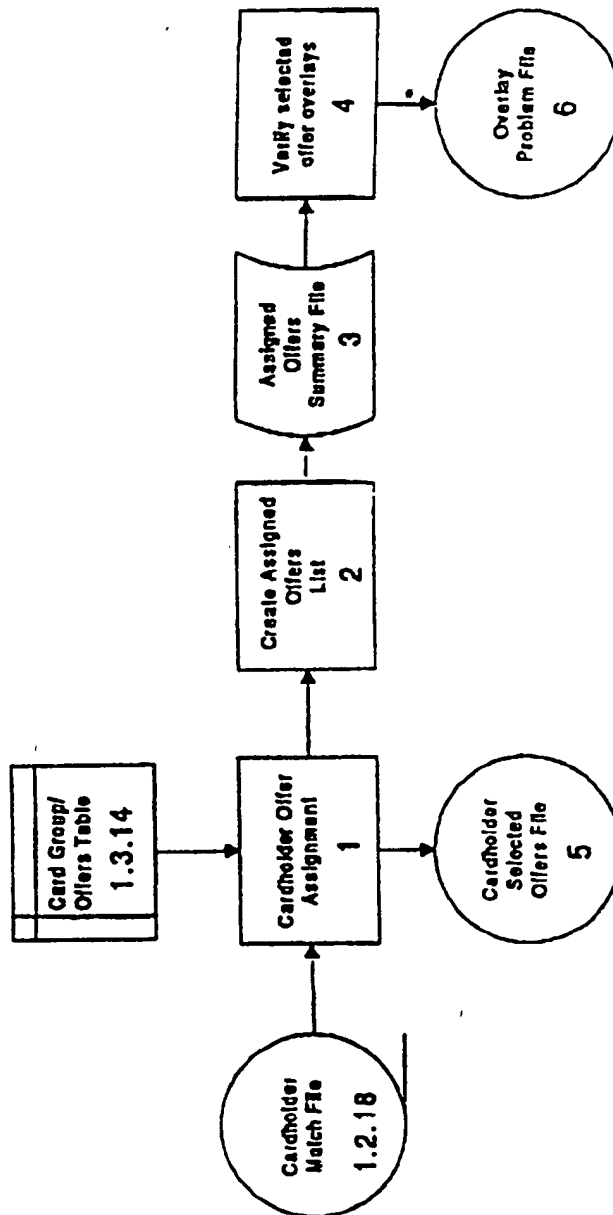 Card Group/
Offers Table
1.3.14
Cardholder
Match File
1.2.18
Cardholder Offer
Assignment
1
Create Assigned
Offers
List
2
Assigned
Offers
Summary File
3
Verify selected
offer overlays
4
Cardholder
Selected
Offers File
5
Overlay
Problem File
6